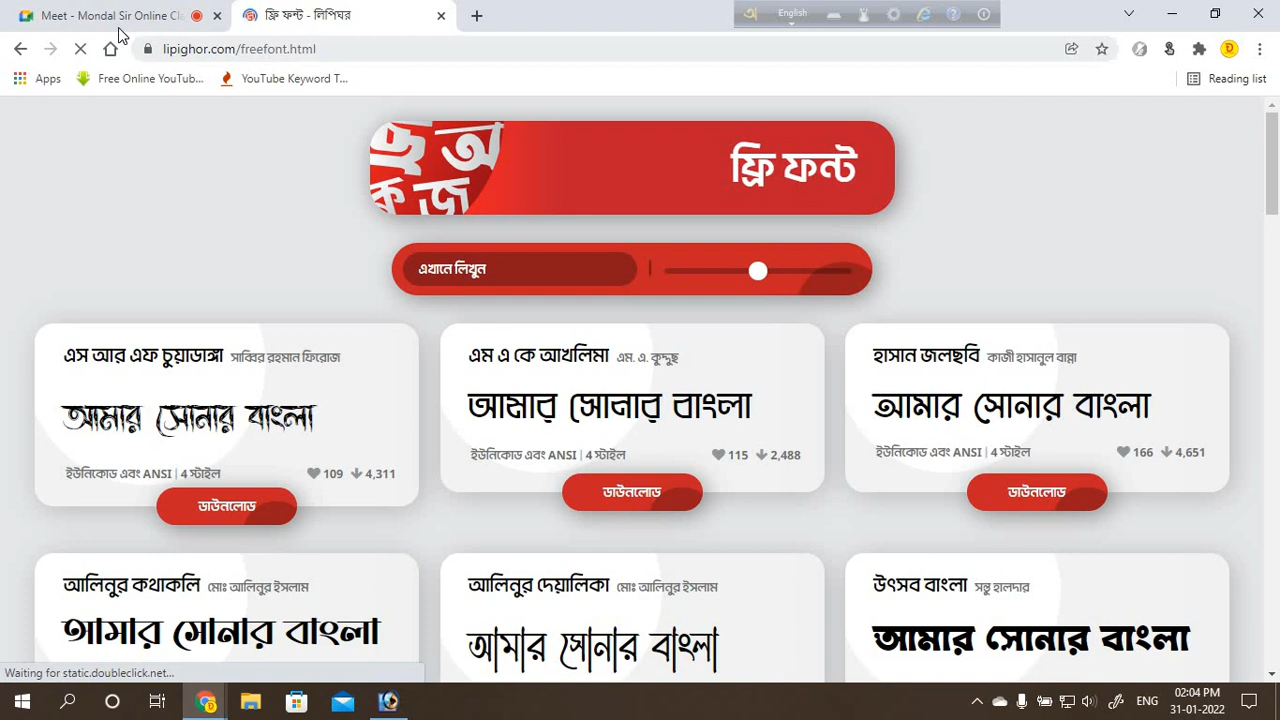 Meet - Mondal Sir Online Cl
ফ্রি ফন্ট - লিপিঘর
English
lipighor.com/freefont.html
Apps
Free Online YouTub...
YouTube Keyword T...
Reading list
ফ্রি ফন্ট
এখানে লিখুন
এস আর এফ চুয়াডাঙ্গা সাব্বির রহমান ফিরোজ
আমার সোনার বাংলা
ইউনিকোড এবং ANSI | 4 স্টাইল 109 4,311
ডাউনলোড
এম এ কে আখলিমা এম. এ. কুদ্দুছ
আমার সোনার বাংলা
ইউনিকোড এবং ANSI | 4 স্টাইল 115 2,488
ডাউনলোড
হাসান জলছবি কাজী হাসানুল বান্না
আমার সোনার বাংলা
ইউনিকোড এবং ANSI | 4 স্টাইল 166 4,651
ডাউনলোড
আলিনুর কথাকলি মোঃ আলিনুর ইসলাম
আমার সোনার বাংলা
আলিনুর দেয়ালিকা মোঃ আলিনুর ইসলাম
আমার সোনার বাংলা
উৎসব বাংলা সন্তু হালদার
আমার সোনার বাংলা
Waiting for static.doubleclick.net...
ENG
02:04 PM
31-01-2022